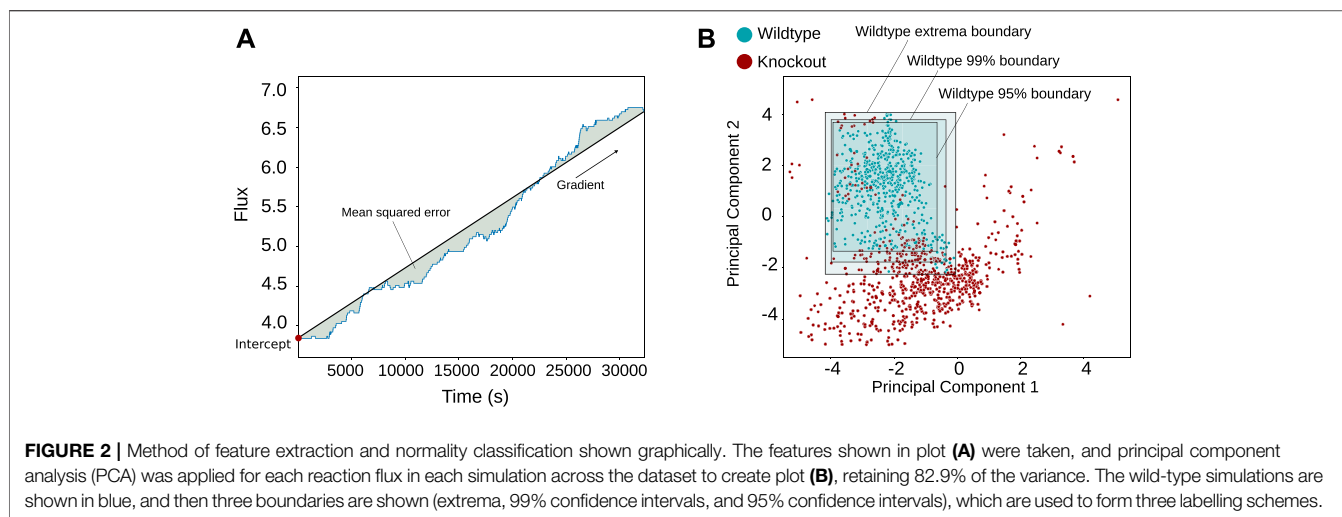 A
Flux
7.0
6.5
6.0
5.5
5.0
4.5
4.0
Intercept
Mean squared error
Gradient
5000 10000 15000 20000 25000 30000
Time (s)
B
Wildtype
Knockout
Wildtype extrema boundary
Wildtype 99% boundary
Wildtype 95% boundary
Principal Component 2
4
2
0
-2
-4
-4 -2 0 2 4
Principal Component 1
FIGURE 2 | Method of feature extraction and normality classification shown graphically. The features shown in plot (A) were taken, and principal component
analysis (PCA) was applied for each reaction flux in each simulation across the dataset to create plot (B), retaining 82.9% of the variance. The wild-type simulations are
shown in blue, and then three boundaries are shown (extrema, 99% confidence intervals, and 95% confidence intervals), which are used to form three labelling schemes.